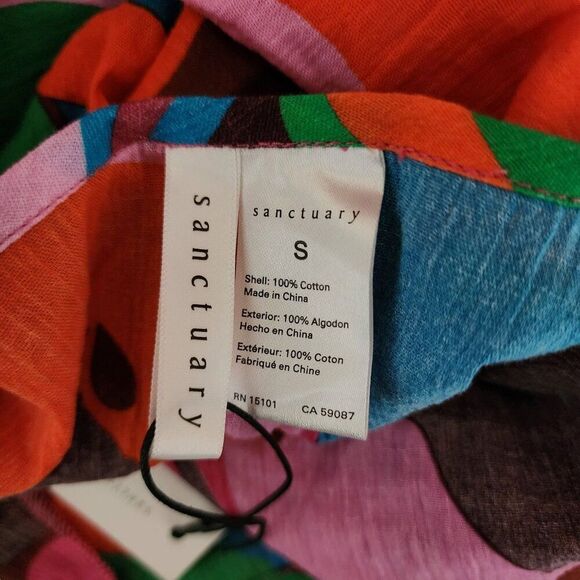 sanctuary
sanctuary
S
Shell: 100% Cotton
Made in China
Exterior: 100% Algodon
Hecho en China
Extérieur: 100% Coton
Fabriqué en Chine
RN 15101 CA 59087